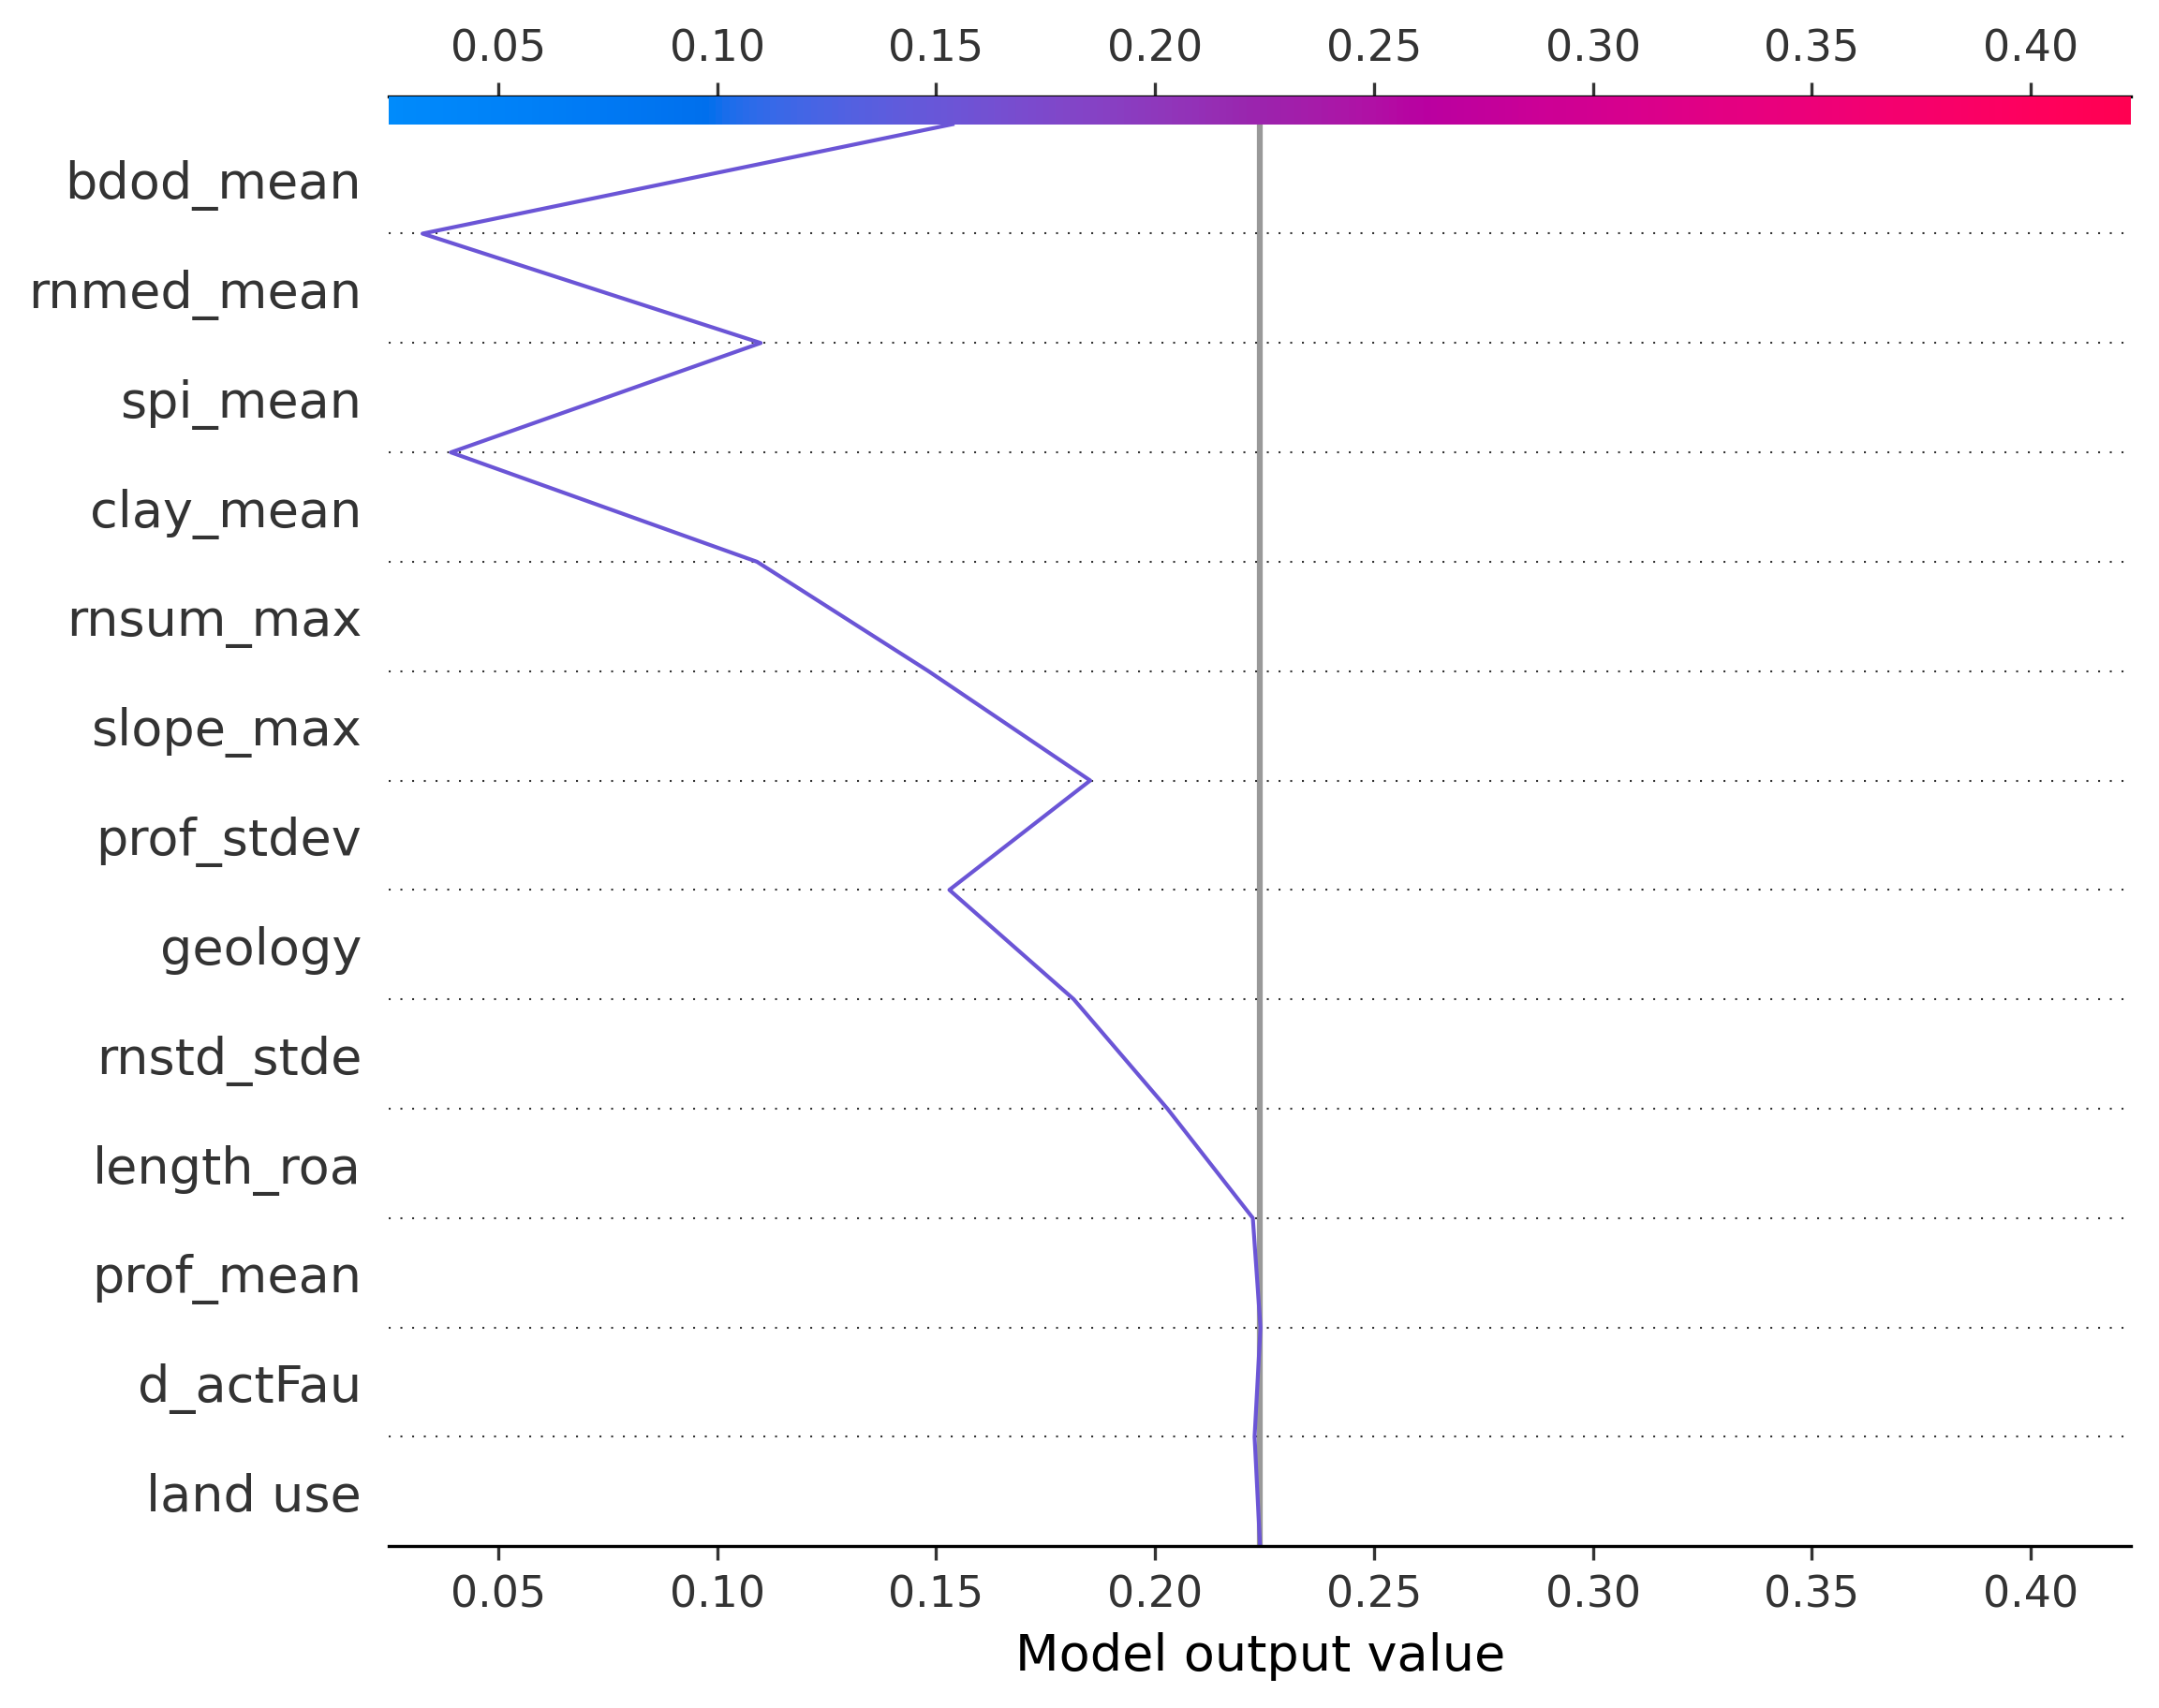 0.05 0.10 0.15 0.20 0.25 0.30 0.35 0.40
bdod_mean
rnmed_mean
spi_mean
clay_mean
rnsum_max
slope_max
prof_stdev
geology
rnstd_stde
length_roa
prof_mean
d_actFau
land use
0.05 0.10 0.15 0.20 0.25 0.30 0.35 0.40
Model output value